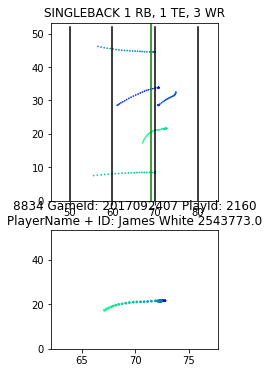 SINGLEBACK 1 RB, 1 TE, 3 WR
50
40
30
20
10
0
50 60 70 80
8834 GameId: 2017092407 PlayId: 2160
PlayerName + ID: James White 2543773.0
40
20
0
65 70 75